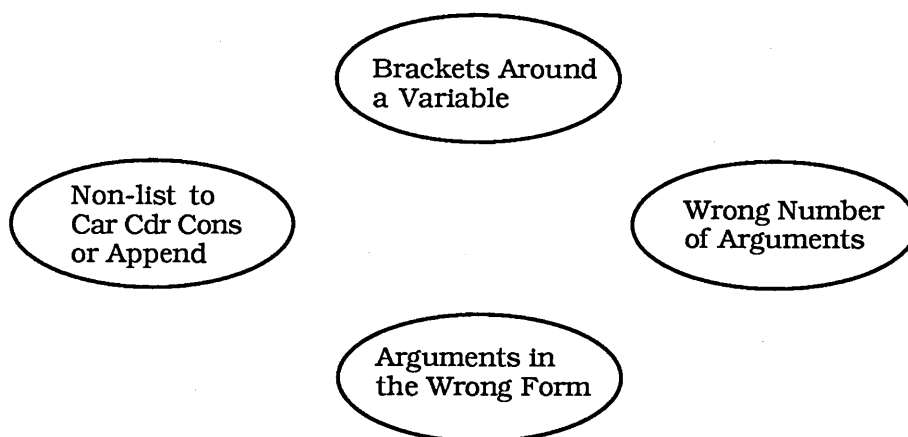 Brackets Around
a Variable
Non-list to
Car Cdr Cons
or Append
Wrong Number
of Arguments
Arguments in
the Wrong Form